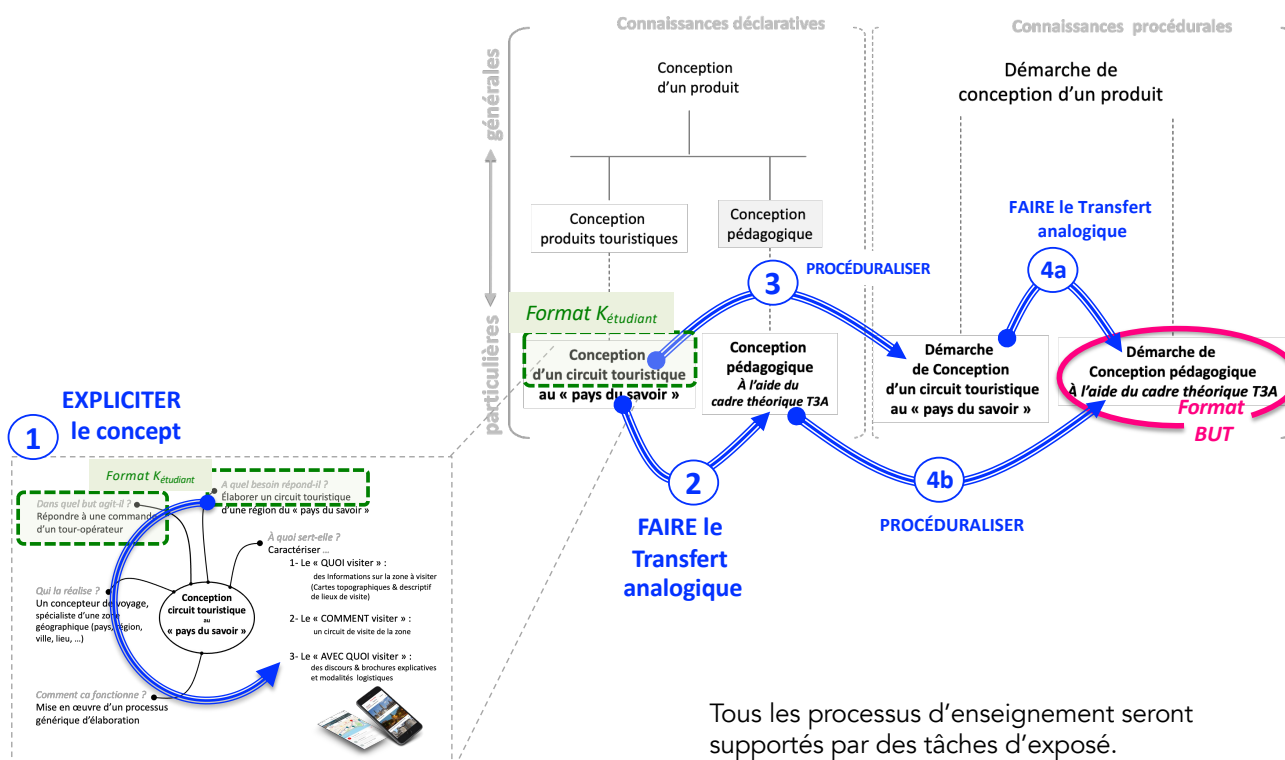 Connaissances déclaratives
Connaissances procédurales
générales
particulières
Conception
d'un produit
Démarche de
conception d'un produit
Conception
produits touristiques
Conception
pédagogique
FAIRE le Transfert
analogique
4a
3
PROCÉDURALISER
Format Kétudiant
Conception
d'un circuit touristique
au « pays du savoir »
Conception
pédagogique
À l'aide du
cadre théorique T3A
Démarche
de Conception
d'un circuit touristique
au « pays du savoir »
Démarche de
Conception pédagogique
À l'aide du cadre théorique T3A
Format
BUT
2
FAIRE le
Transfert
analogique
4b
PROCÉDURALISER
1
EXPLICITER
le concept
Format Kétudiant
A quel besoin répond-il ?
Élaborer un circuit touristique
d'une région du « pays du savoir »
Dans quel but agit-il ?
Répondre à une commande
d'un tour-opérateur
À quoi sert-elle ?
Caractériser ...
1- Le « QUOI visiter » :
des Informations sur la zone à visiter
(Cartes topographiques & descriptif
de lieux de visite)
2- Le « COMMENT visiter » :
un circuit de visite de la zone
3- Le « AVEC QUOI visiter » :
des discours & brochures explicatives
et modalités logistiques
Qui la réalise ?
Un concepteur de voyage,
spécialiste d'une zone
géographique (pays, région,
ville, lieu, ...)
Conception
circuit touristique
au
« pays du savoir »
Comment ca fonctionne ?
Mise en œuvre d'un processus
générique d'élaboration
Tous les processus d'enseignement seront
supportés par des tâches d'exposé.